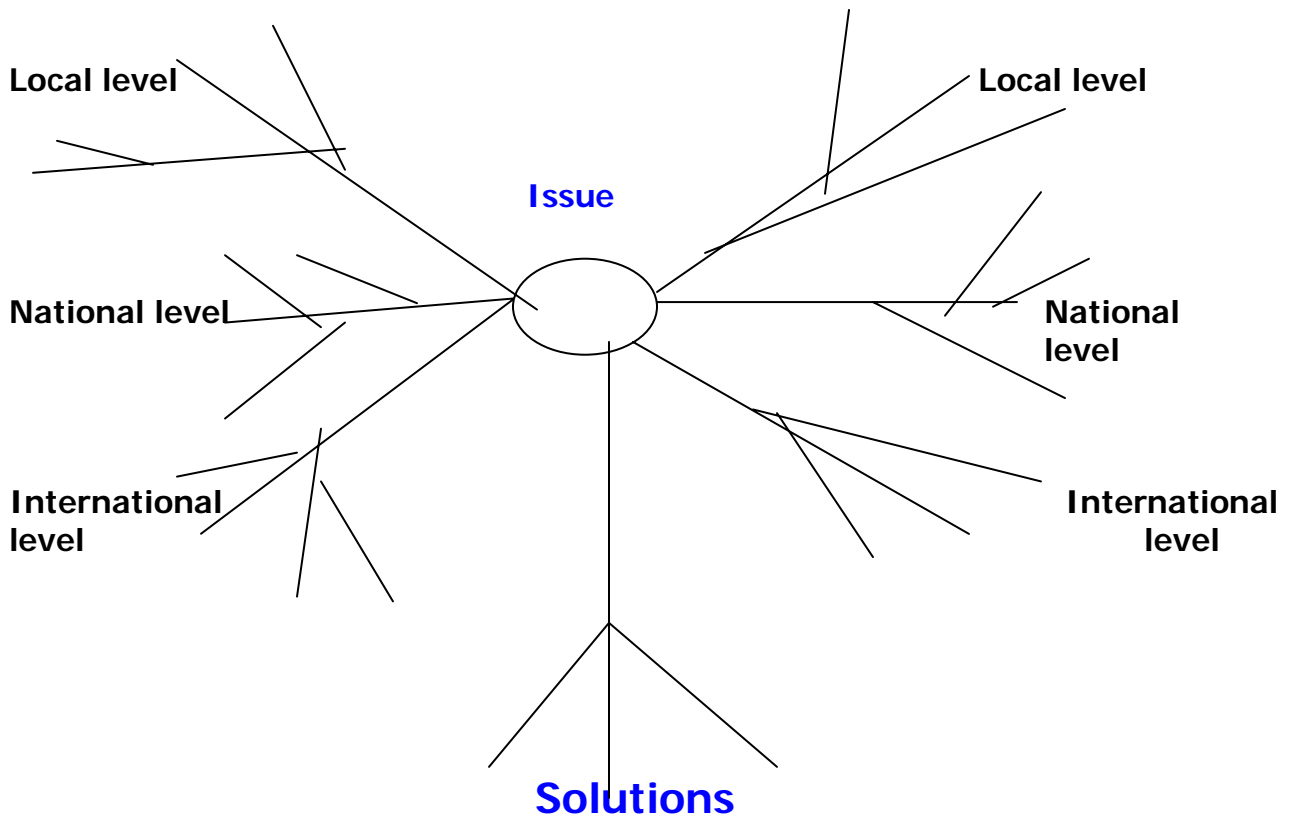 Local level
Local level
Issue
National level
National
level
International
level
International
level
Solutions